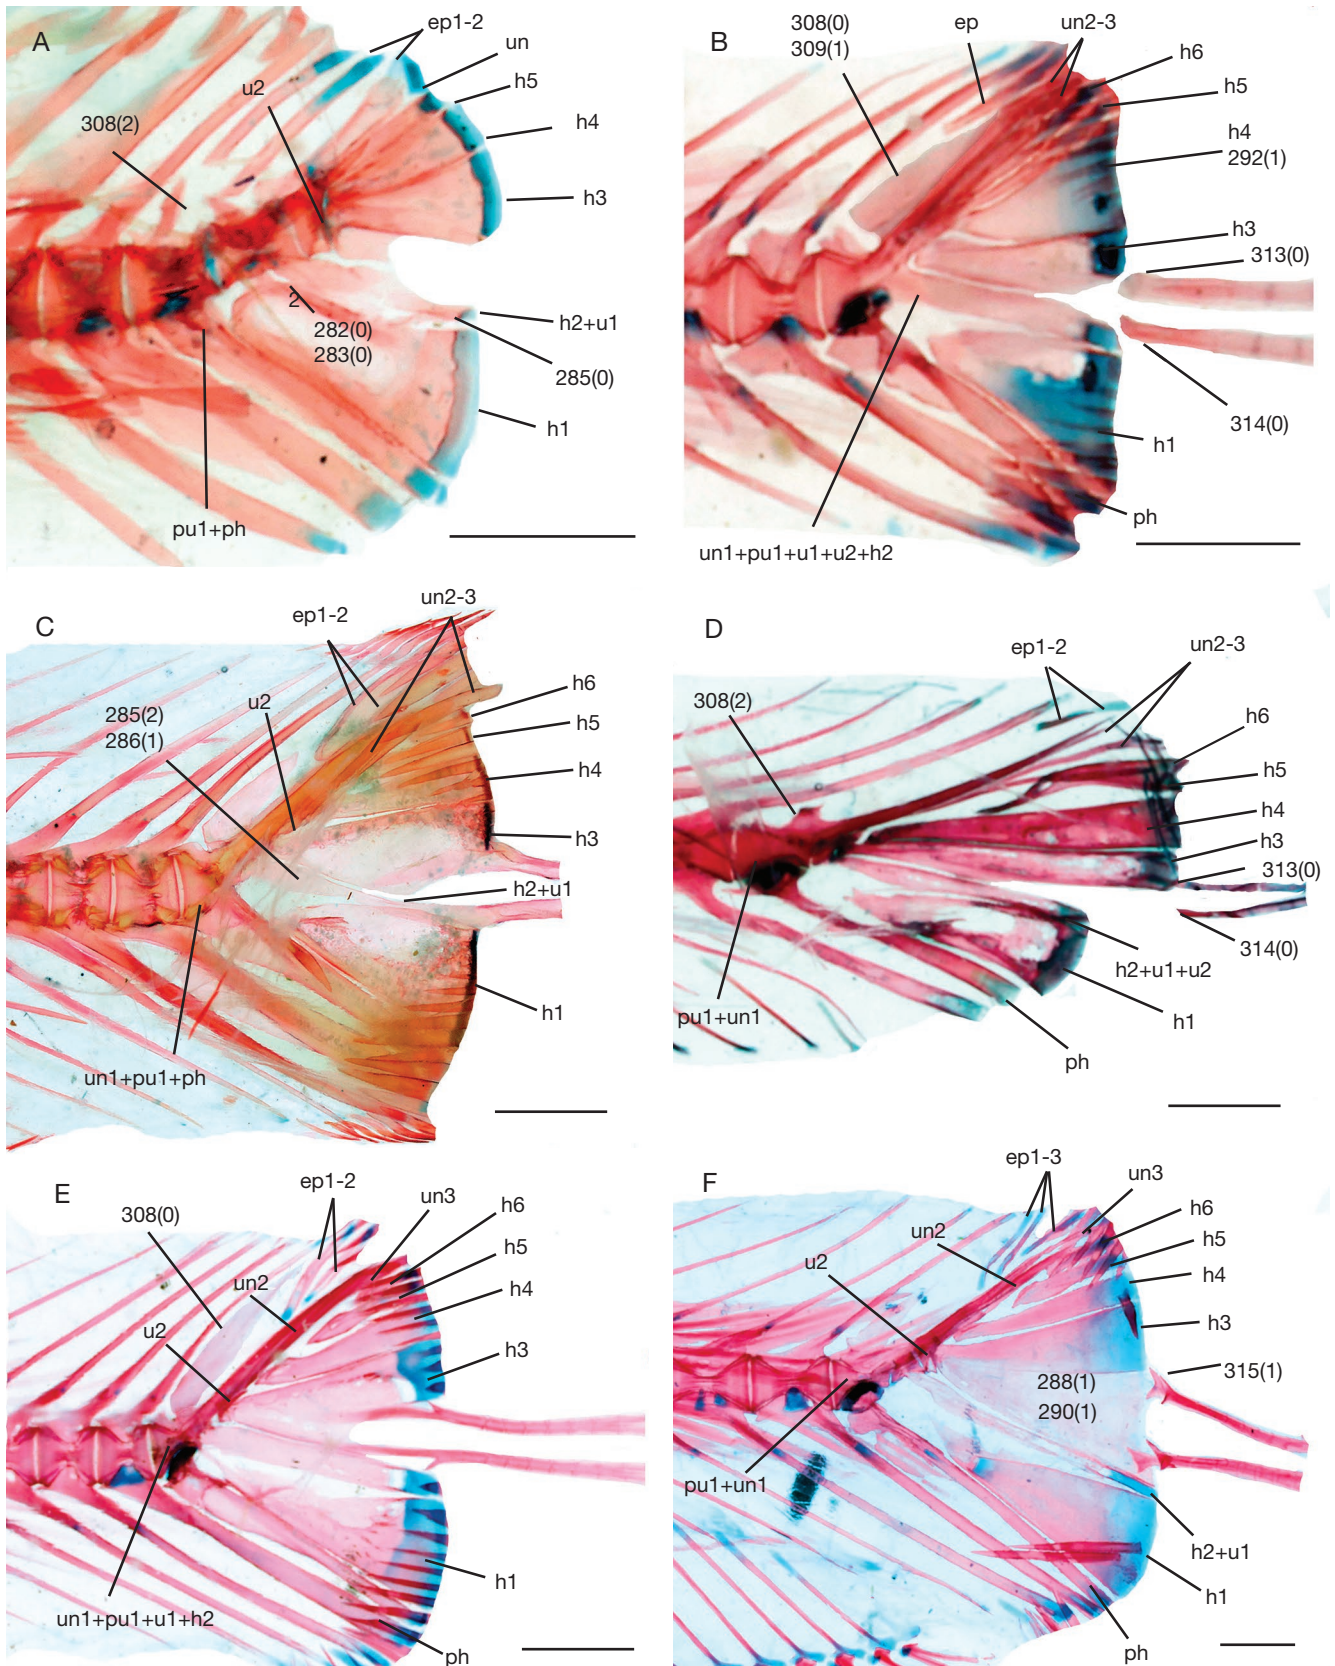 A
ep1-2
un
h5
u2
h4
308(2)
h3
2
282(0)
283(0)
h2+u1
285(0)
h1
pu1+ph
B
308(0)
309(1)
ep
un2-3
h6
h5
h4
292(1)
h3
313(0)
314(0)
h1
ph
un1+pu1+u1+u2+h2
C
ep1-2
un2-3
285(2)
286(1)
u2
h6
h5
h4
h3
h2+u1
h1
un1+pu1+ph
D
ep1-2
un2-3
308(2)
h6
h5
h4
h3
313(0)
314(0)
h2+u1+u2
pu1+un1
h1
ph
E
ep1-2
un3
308(0)
h6
un2
h5
u2
h4
h3
h1
un1+pu1+u1+h2
ph
F
ep1-3
un3
un2
h6
u2
h5
h4
h3
315(1)
288(1)
290(1)
pu1+un1
h2+u1
h1
ph